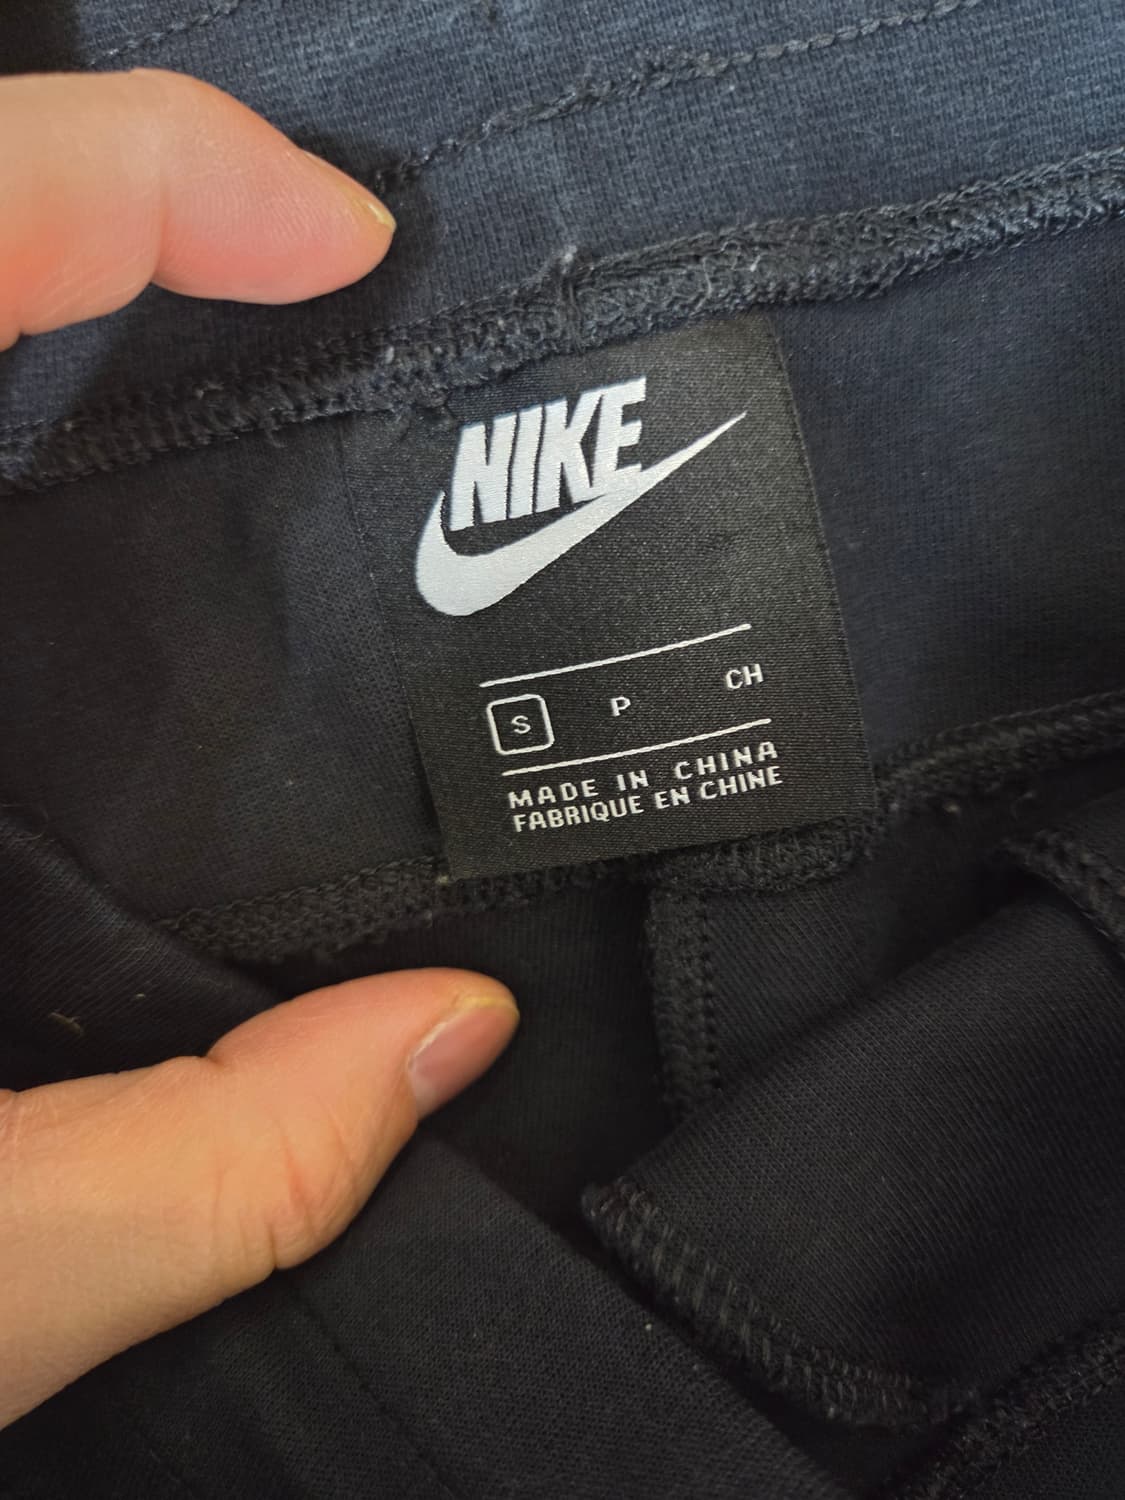 NIKE
S P CH
MADE IN CHINA
FABRIQUE EN CHINE